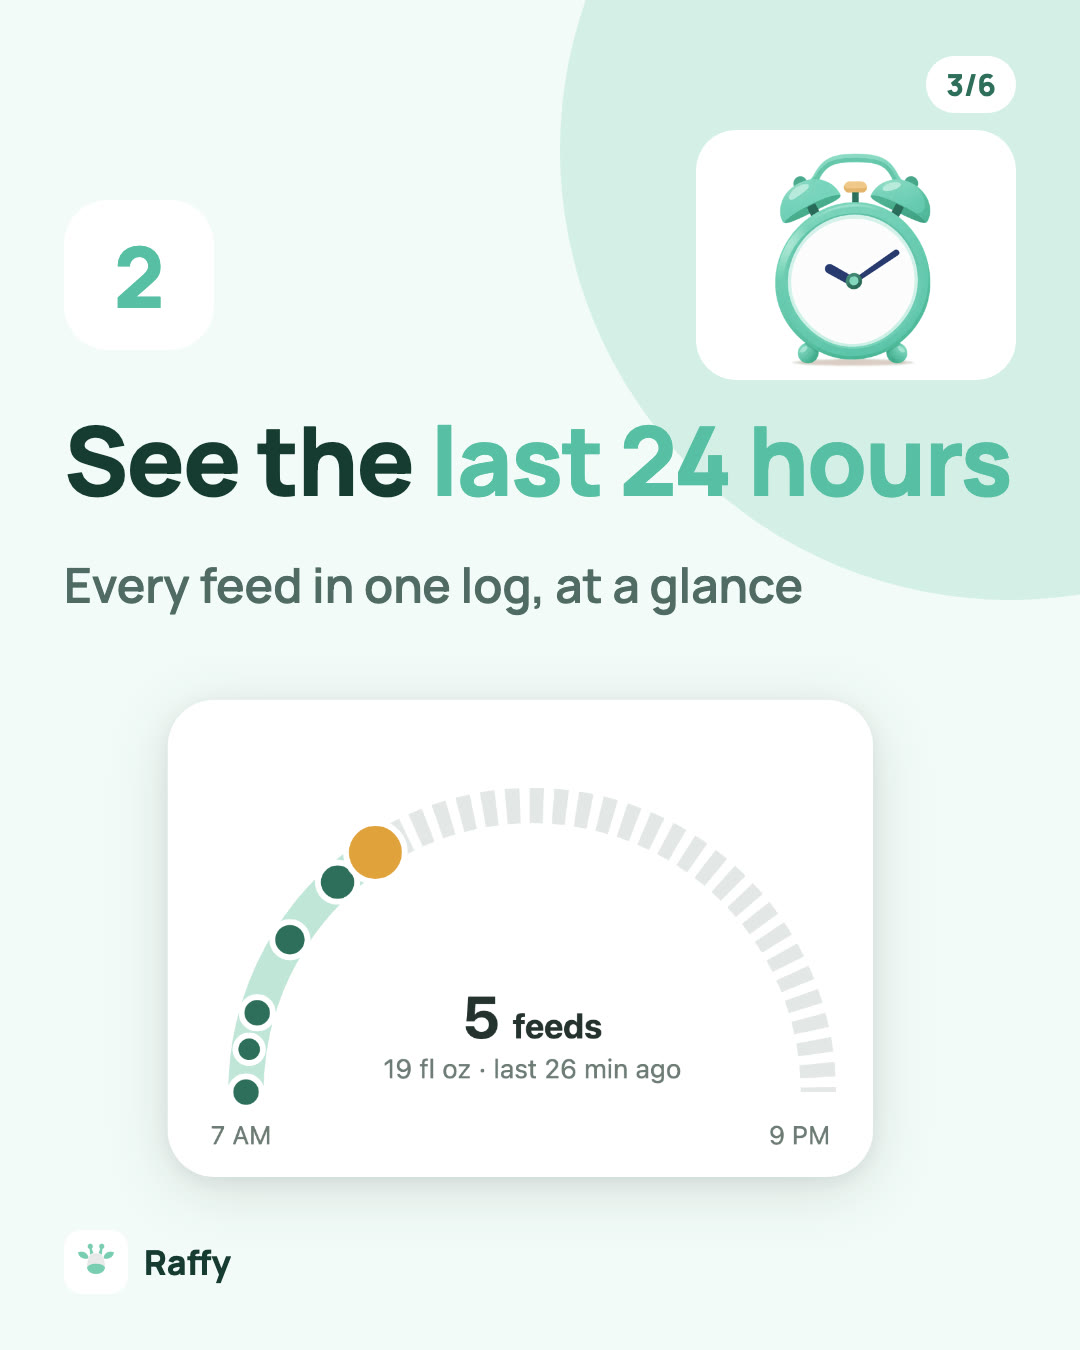 3/6
2
See the last 24 hours
Every feed in one log, at a glance
5 feeds
19 fl oz · last 26 min ago
7 AM
9 PM
Raffy